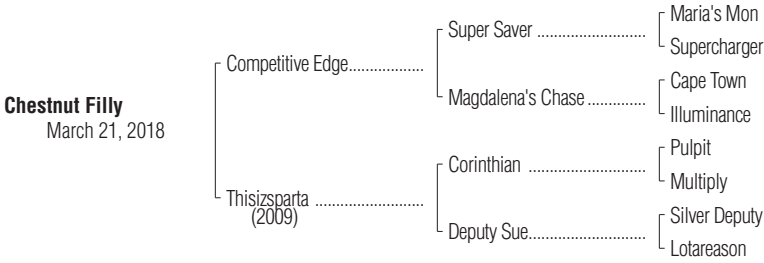 Chestnut Filly
March 21, 2018
Competitive Edge..................
Thisizsparta ..........................
(2009)
Super Saver ..........................
Magdalena's Chase ..............
Corinthian ............................
Deputy Sue............................
Maria's Mon
Supercharger
Cape Town
Illuminance
Pulpit
Multiply
Silver Deputy
Lotareason